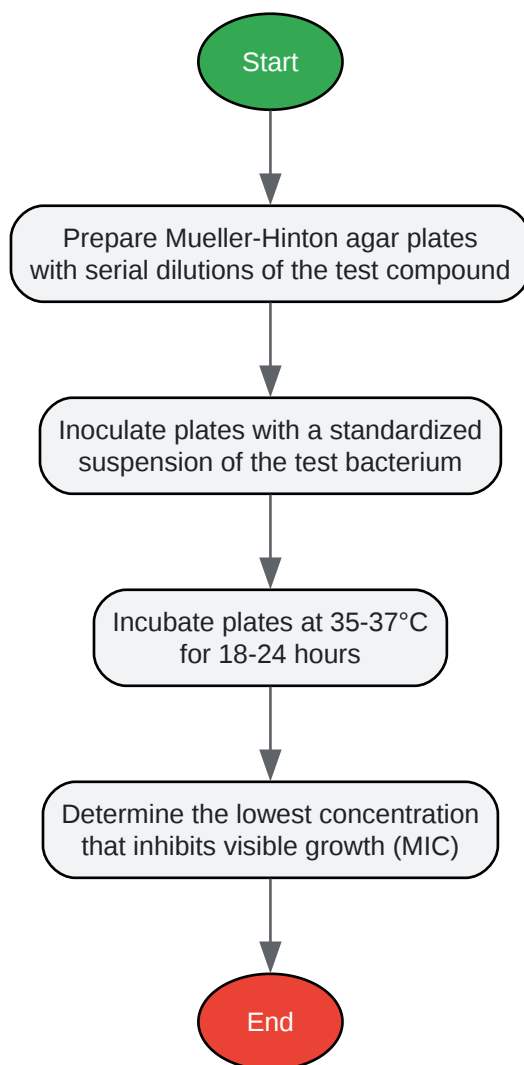 Start
Prepare Mueller-Hinton agar plates
with serial dilutions of the test compound
Inoculate plates with a standardized
suspension of the test bacterium
Incubate plates at 35-37°C
for 18-24 hours
Determine the lowest concentration
that inhibits visible growth (MIC)
End